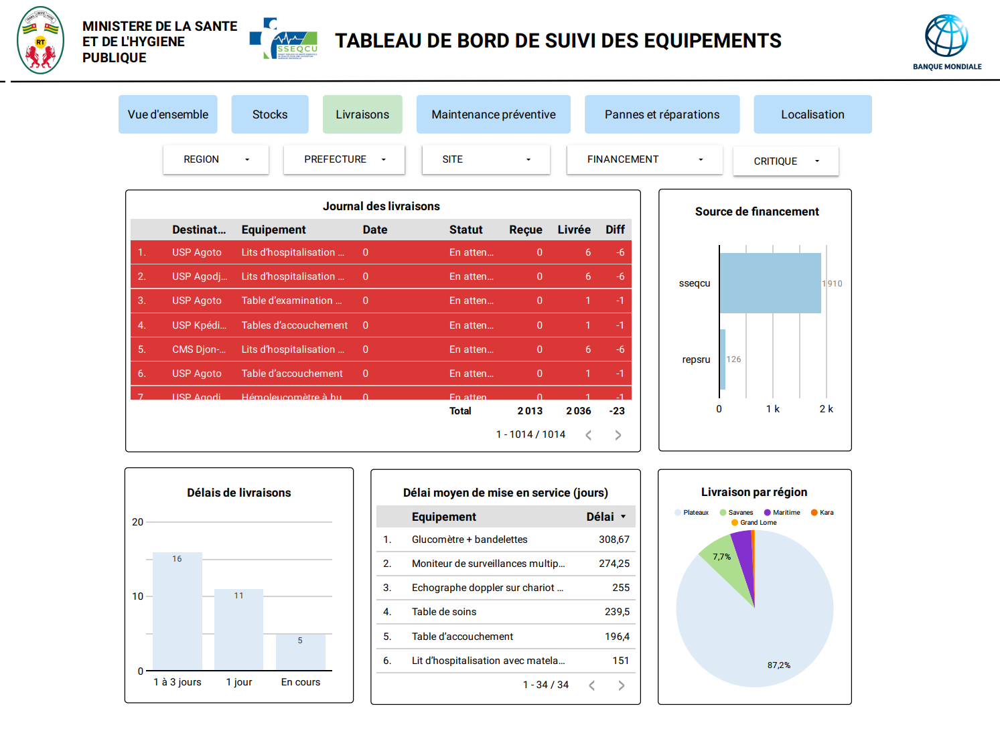 MINISTERE DE LA SANTE
ET DE L'HYGIENE
PUBLIQUE
RT
SSEQCU
TABLEAU DE BORD DE SUIVI DES EQUIPEMENTS
BANQUE MONDIALE
Vue d'ensemble
Stocks
Livraisons
Maintenance préventive
Pannes et réparations
Localisation
REGION
PREFECTURE
SITE
FINANCEMENT
CRITIQUE
Journal des livraisons
Destinat... Equipement Date Statut Reçue Livrée Diff
1. USP Agoto Lits d’hospitalisation ... 0 En atten... 0 6 -6
2. USP Agodj... Lits d’hospitalisation ... 0 En atten... 0 6 -6
3. USP Agoto Table d’examination ... 0 En atten... 0 1 -1
4. USP Kpédi... Tables d’accouchement 0 En atten... 0 1 -1
5. CMS Djon-... Lits d’hospitalisation ... 0 En atten... 0 6 -6
6. USP Agoto Table d’accouchement 0 En atten... 0 1 -1
7. USP Agodj... Hémoleucomètre à hu... 0 En atten... 0 1 -1
Total 2 013 2 036 -23
1 - 1014 / 1014
Source de financement
sseqcu 1 910
repsru 126
0 1 k 2 k
Délais de livraisons
20
16
10 11
5
0
1 à 3 jours 1 jour En cours
Délai moyen de mise en service (jours)
Equipement Délai
1. Glucomètre + bandelettes 308,67
2. Moniteur de surveillances multip... 274,25
3. Echographe doppler sur chariot ... 255
4. Table de soins 239,5
5. Table d’accouchement 196,4
6. Lit d’hospitalisation avec matela... 151
1 - 34 / 34
Livraison par région
Plateaux Savanes Maritime Kara
Grand Lome
7,7%
87,2%